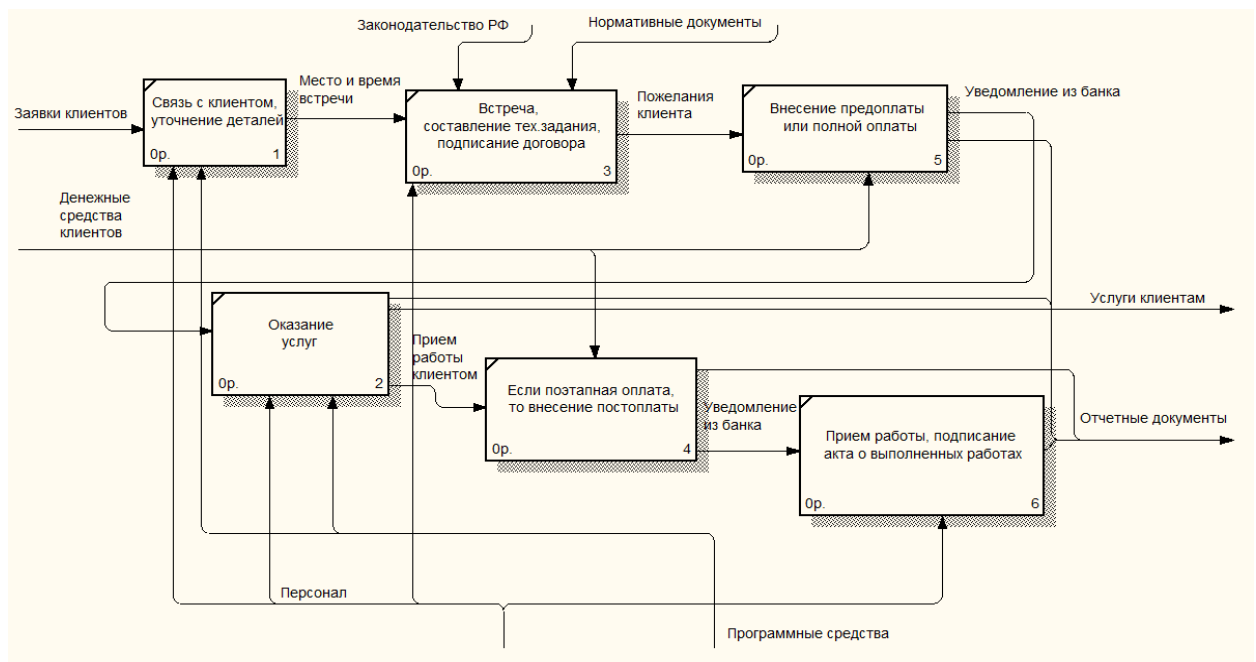 Законодательство РФ
Нормативные документы
Заявки клиентов
Связь с клиентом,
уточнение деталей
0р.
1
Место и время
встречи
Встреча,
составление тех.задания,
подписание договора
0р.
3
Пожелания
клиента
Внесение предоплаты
или полной оплаты
0р.
5
Уведомление из банка
Денежные
средства
клиентов
Оказание
услуг
0р.
2
Услуги клиентам
Прием
работы
клиентом
Если поэтапная оплата,
то внесение постоплаты
0р.
4
Уведомление
из банка
Прием работы, подписание
акта о выполненных работах
0р.
6
Отчетные документы
Персонал
Программные средства